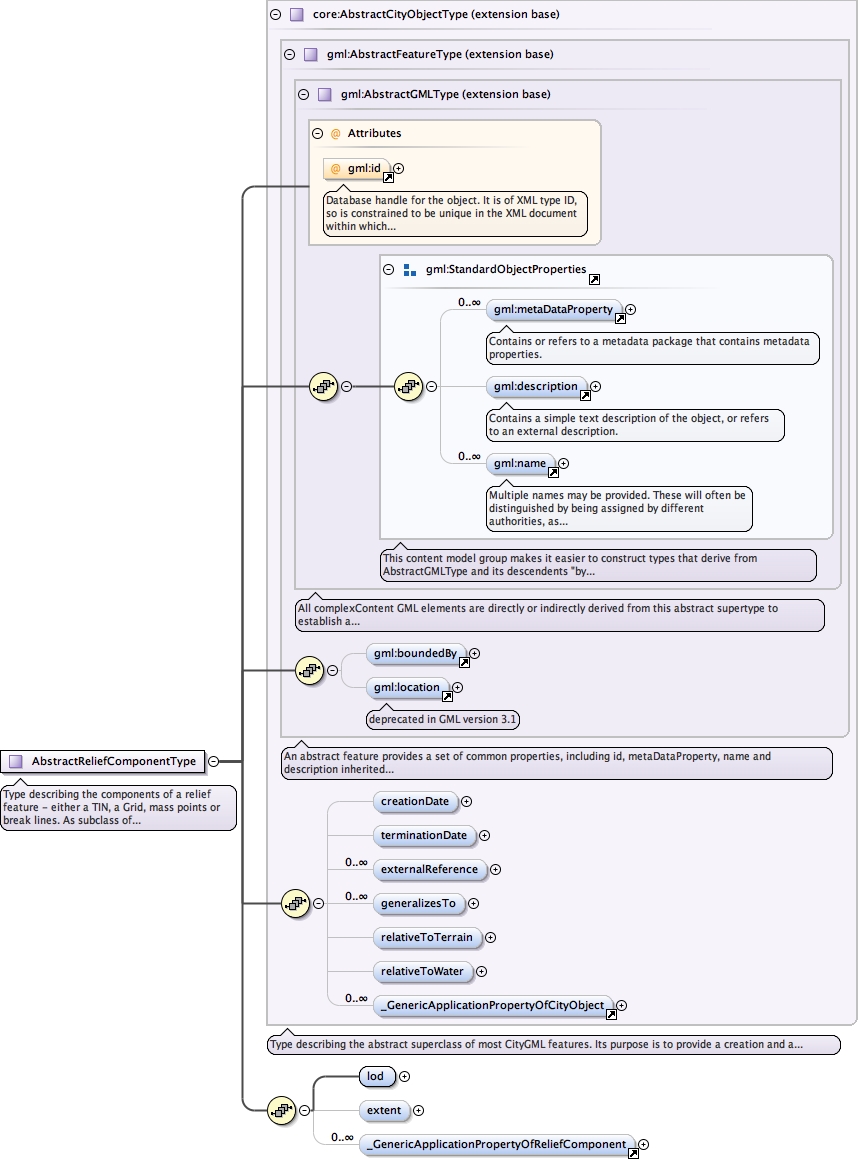 core:AbstractCityObjectType (extension base)
gml:AbstractFeatureType (extension base)
gml:AbstractGMLType (extension base)
@ Attributes
@ gml:id
Database handle for the object. It is of XML type ID,
so is constrained to be unique in the XML document
within which...
gml:StandardObjectProperties
0..∞
gml:metaDataProperty
Contains or refers to a metadata package that contains metadata
properties.
gml:description
Contains a simple text description of the object, or refers
to an external description.
0..∞
gml:name
Multiple names may be provided. These will often be
distinguished by being assigned by different
authorities, as...
This content model group makes it easier to construct types that derive from
AbstractGMLType and its descendents "by...
All complexContent GML elements are directly or indirectly derived from this abstract supertype to
establish a...
gml:boundedBy
gml:location
deprecated in GML version 3.1
An abstract feature provides a set of common properties, including id, metaDataProperty, name and
description inherited...
AbstractReliefComponentType
Type describing the components of a relief
feature – either a TIN, a Grid, mass points or
break lines. As subclass of...
creationDate
terminationDate
0..∞
externalReference
0..∞
generalizesTo
relativeToTerrain
relativeToWater
0..∞
_GenericApplicationPropertyOfCityObject
Type describing the abstract superclass of most CityGML features. Its purpose is to provide a creation and a...
lod
extent
0..∞
_GenericApplicationPropertyOfReliefComponent